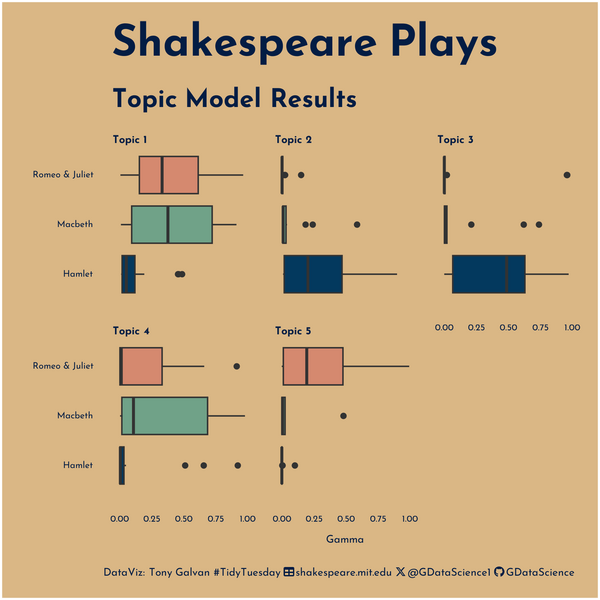 Shakespeare Plays
Topic Model Results
Topic 1 Topic 2 Topic 3
Romeo & Juliet
Macbeth
Hamlet
0.00 0.25 0.50 0.75 1.00
Topic 4 Topic 5
Romeo & Juliet
Macbeth
Hamlet
0.00 0.25 0.50 0.75 1.00 0.00 0.25 0.50 0.75 1.00
Gamma
DataViz: Tony Galvan #TidyTuesday shakespeare.mit.edu @GDataScience1 GDataScience